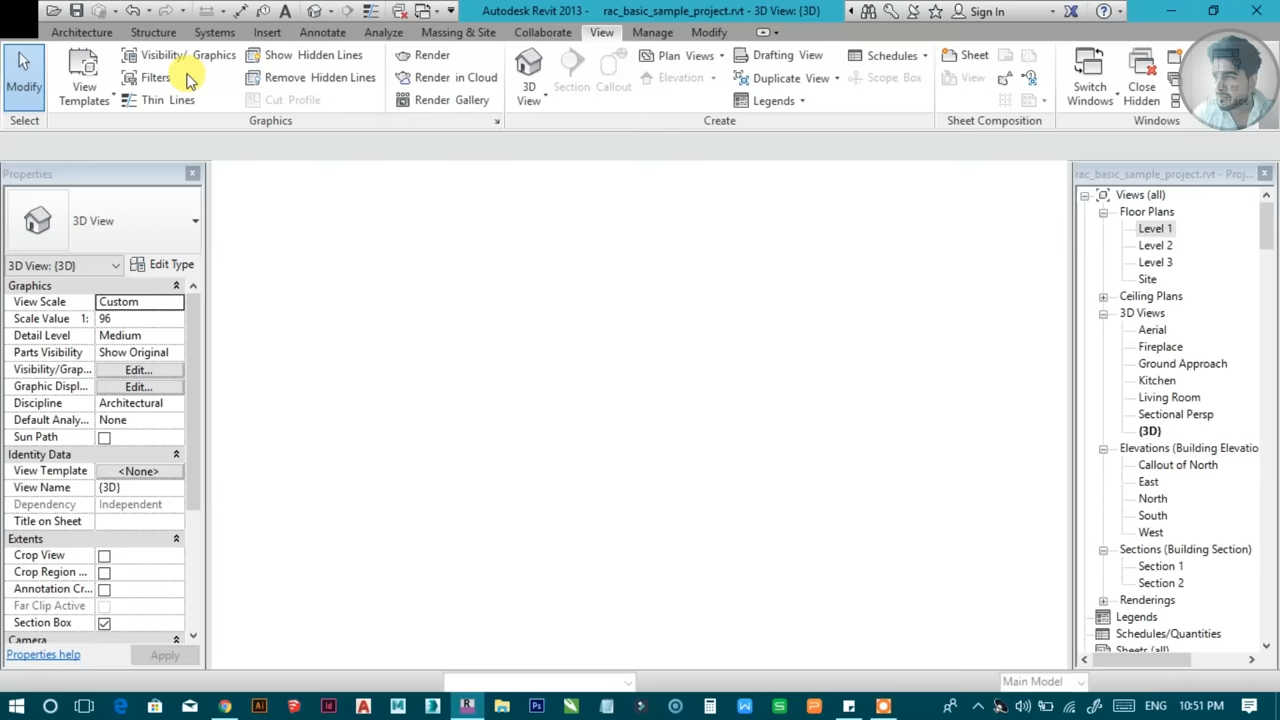 Autodesk Revit 2013 - rac_basic_sample_project.rvt - 3D View: {3D}
Sign In
Architecture Structure Systems Insert Annotate Analyze Massing & Site Collaborate View Manage Modify
Modify
View Templates
Visibility/ Graphics
Filters
Thin Lines
Show Hidden Lines
Remove Hidden Lines
Cut Profile
Render
Render in Cloud
Render Gallery
3D View
Section
Callout
Plan Views
Elevation
Drafting View
Duplicate View
Legends
Schedules
Scope Box
Sheet
View
Switch Windows
Close Hidden
User Interface
Select Graphics Create Sheet Composition Windows
Properties
3D View
3D View: {3D} Edit Type
Graphics
View Scale Custom
Scale Value 1: 96
Detail Level Medium
Parts Visibility Show Original
Visibility/Grap... Edit...
Graphic Displ... Edit...
Discipline Architectural
Default Analy... None
Sun Path
Identity Data
View Template <None>
View Name {3D}
Dependency Independent
Title on Sheet
Extents
Crop View
Crop Region ...
Annotation Cr...
Far Clip Active
Section Box
Camera
Properties help Apply
rac_basic_sample_project.rvt - Proj...
Views (all)
Floor Plans
Level 1
Level 2
Level 3
Site
Ceiling Plans
3D Views
Aerial
Fireplace
Ground Approach
Kitchen
Living Room
Sectional Persp
{3D}
Elevations (Building Elevatio
Callout of North
East
North
South
West
Sections (Building Section)
Section 1
Section 2
Renderings
Legends
Schedules/Quantities
Sheets (all)
Main Model
ENG 10:51 PM